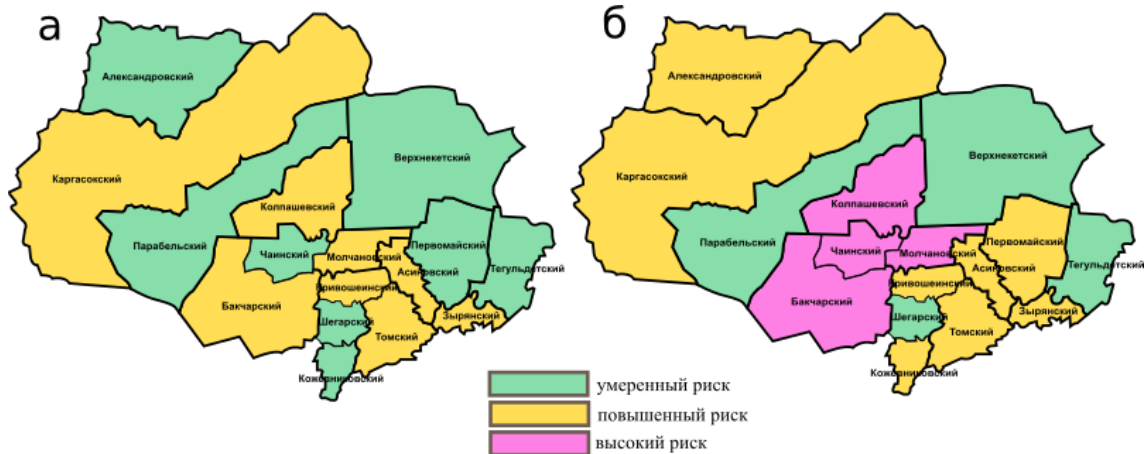 а
Александровский
Каргасокский
Верхнекетский
Колпашевский
Парабельский
Чаинский
Молчановский
Первомайский
Асиновский
Тегульдетский
Бакчарский
Кривошеинский
Зырянский
Шегарский
Томский
Кожевниковский
б
Александровский
Каргасокский
Верхнекетский
Колпашевский
Парабельский
Чаинский
Молчановский
Первомайский
Асиновский
Тегульдетский
Бакчарский
Кривошеинский
Зырянский
Шегарский
Томский
Кожевниковский
умеренный риск
повышенный риск
высокий риск